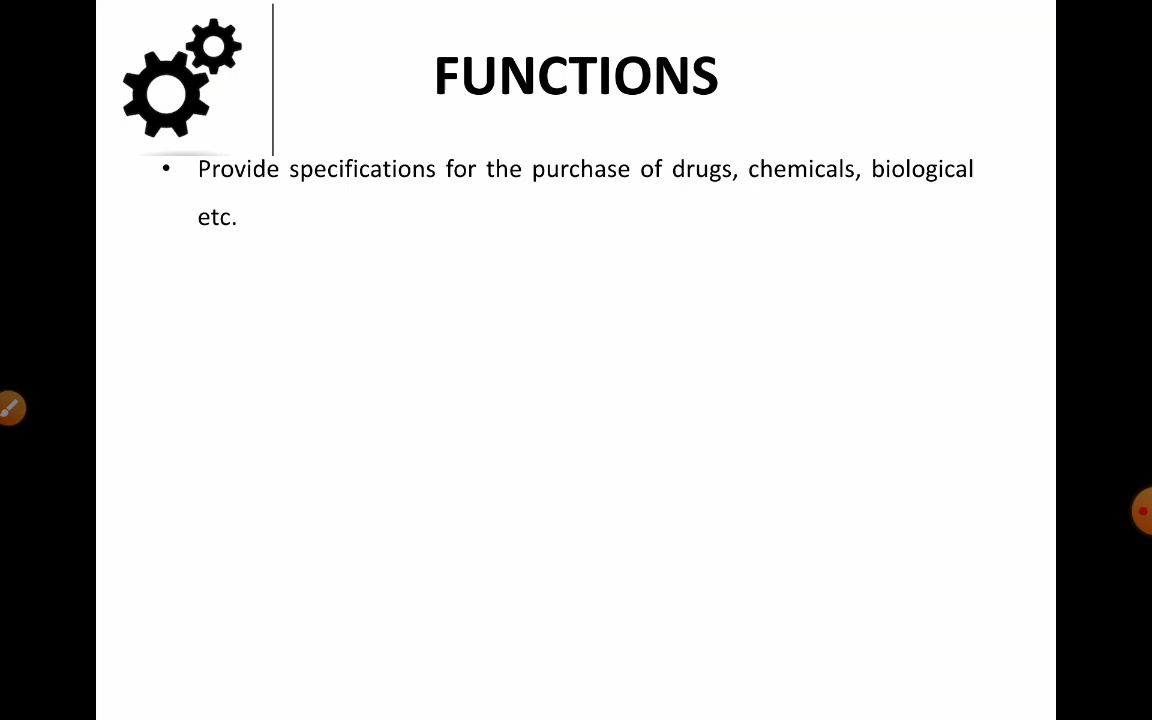 FUNCTIONS
• Provide specifications for the purchase of drugs, chemicals, biological
etc.